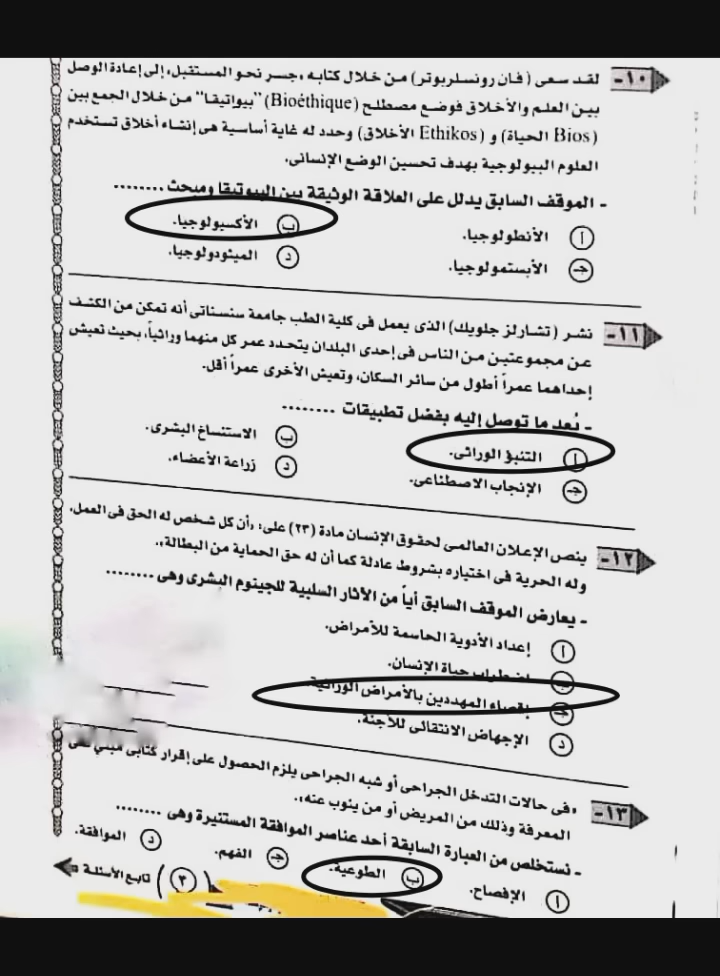 ١٠- لقد سعى (فان رونسلربوتر) من خلال كتابه «جسر نحو المستقبل» إلى إعادة الوصل
بين العلم والأخلاق فوضع مصطلح (Bioéthique) "بيواتيقا" من خلال الجمع بين
(Bios الحياة) و (Ethikos الأخلاق) وحدد له غاية أساسية هى إنشاء أخلاق تستخدم
العلوم البيولوجية بهدف تحسين الوضع الإنسانى.
- الموقف السابق يدلل على العلاقة الوثيقة بين البيوتيقا ومبحث ........
أ الأنطولوجيا. ب الأكسيولوجيا.
جـ الأبستمولوجيا. د الميثودولوجيا.
١١- نشر (تشارلز جلويك) الذى يعمل فى كلية الطب جامعة سنسناتى أنه تمكن من الكشف
عن مجموعتين من الناس فى إحدى البلدان يتحدد عمر كل منهما وراثياً، بحيث تعيش
إحداهما عمراً أطول من سائر السكان، وتعيش الأخرى عمراً أقل.
- يُعد ما توصل إليه بفضل تطبيقات ........
أ التنبؤ الوراثى. ب الاستنساخ البشرى.
جـ الإنجاب الاصطناعى. د زراعة الأعضاء.
١٢- ينص الإعلان العالمى لحقوق الإنسان مادة (٢٣) على: «أن كل شخص له الحق فى العمل،
وله الحرية فى اختياره بشروط عادلة كما أن له حق الحماية من البطالة».
- يعارض الموقف السابق أياً من الآثار السلبية للجينوم البشرى وهى ........
أ إعداد الأدوية الحاسمة للأمراض.
ب اضطراب حياة الإنسان.
جـ إقصاء المهددين بالأمراض الوراثية
د الإجهاض الانتقائى للأجنة.
١٣- «فى حالات التدخل الجراحى أو شبه الجراحى يلزم الحصول على إقرار كتابى مبني على
المعرفة وذلك من المريض أو من ينوب عنه».
- نستخلص من العبارة السابقة أحد عناصر الموافقة المستنيرة وهى ........
أ الإفصاح. ب الطوعية. جـ الفهم. د الموافقة.
(٣) تابع الأسئلة